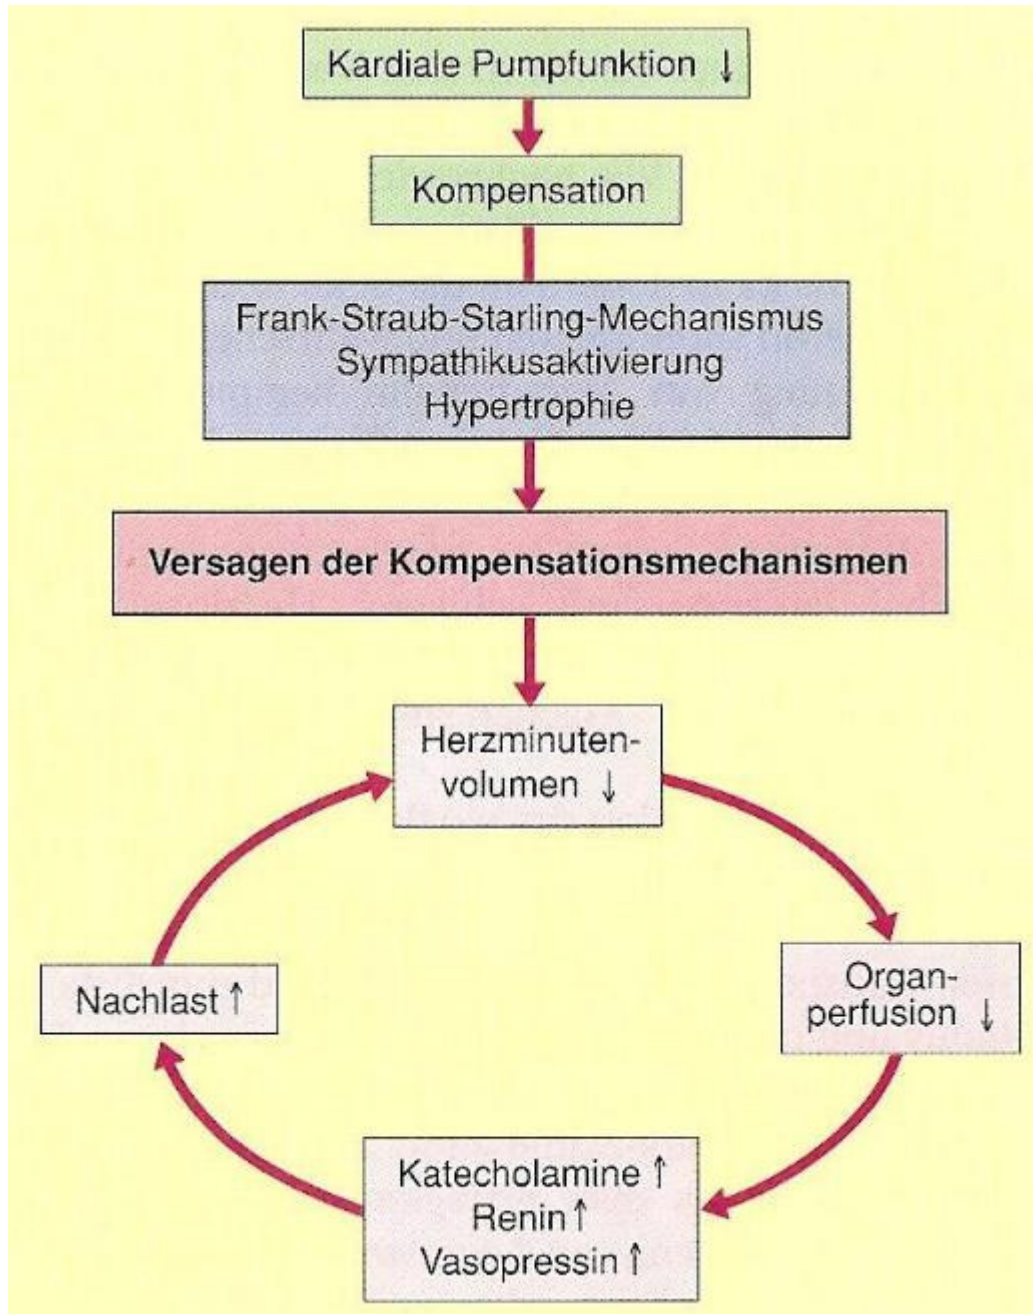 Kardiale Pumpfunktion ↓
Kompensation
Frank-Straub-Starling-Mechanismus
Sympathikusaktivierung
Hypertrophie
Versagen der Kompensationsmechanismen
Herzminuten-
volumen ↓
Organ-
perfusion ↓
Katecholamine ↑
Renin ↑
Vasopressin ↑
Nachlast ↑